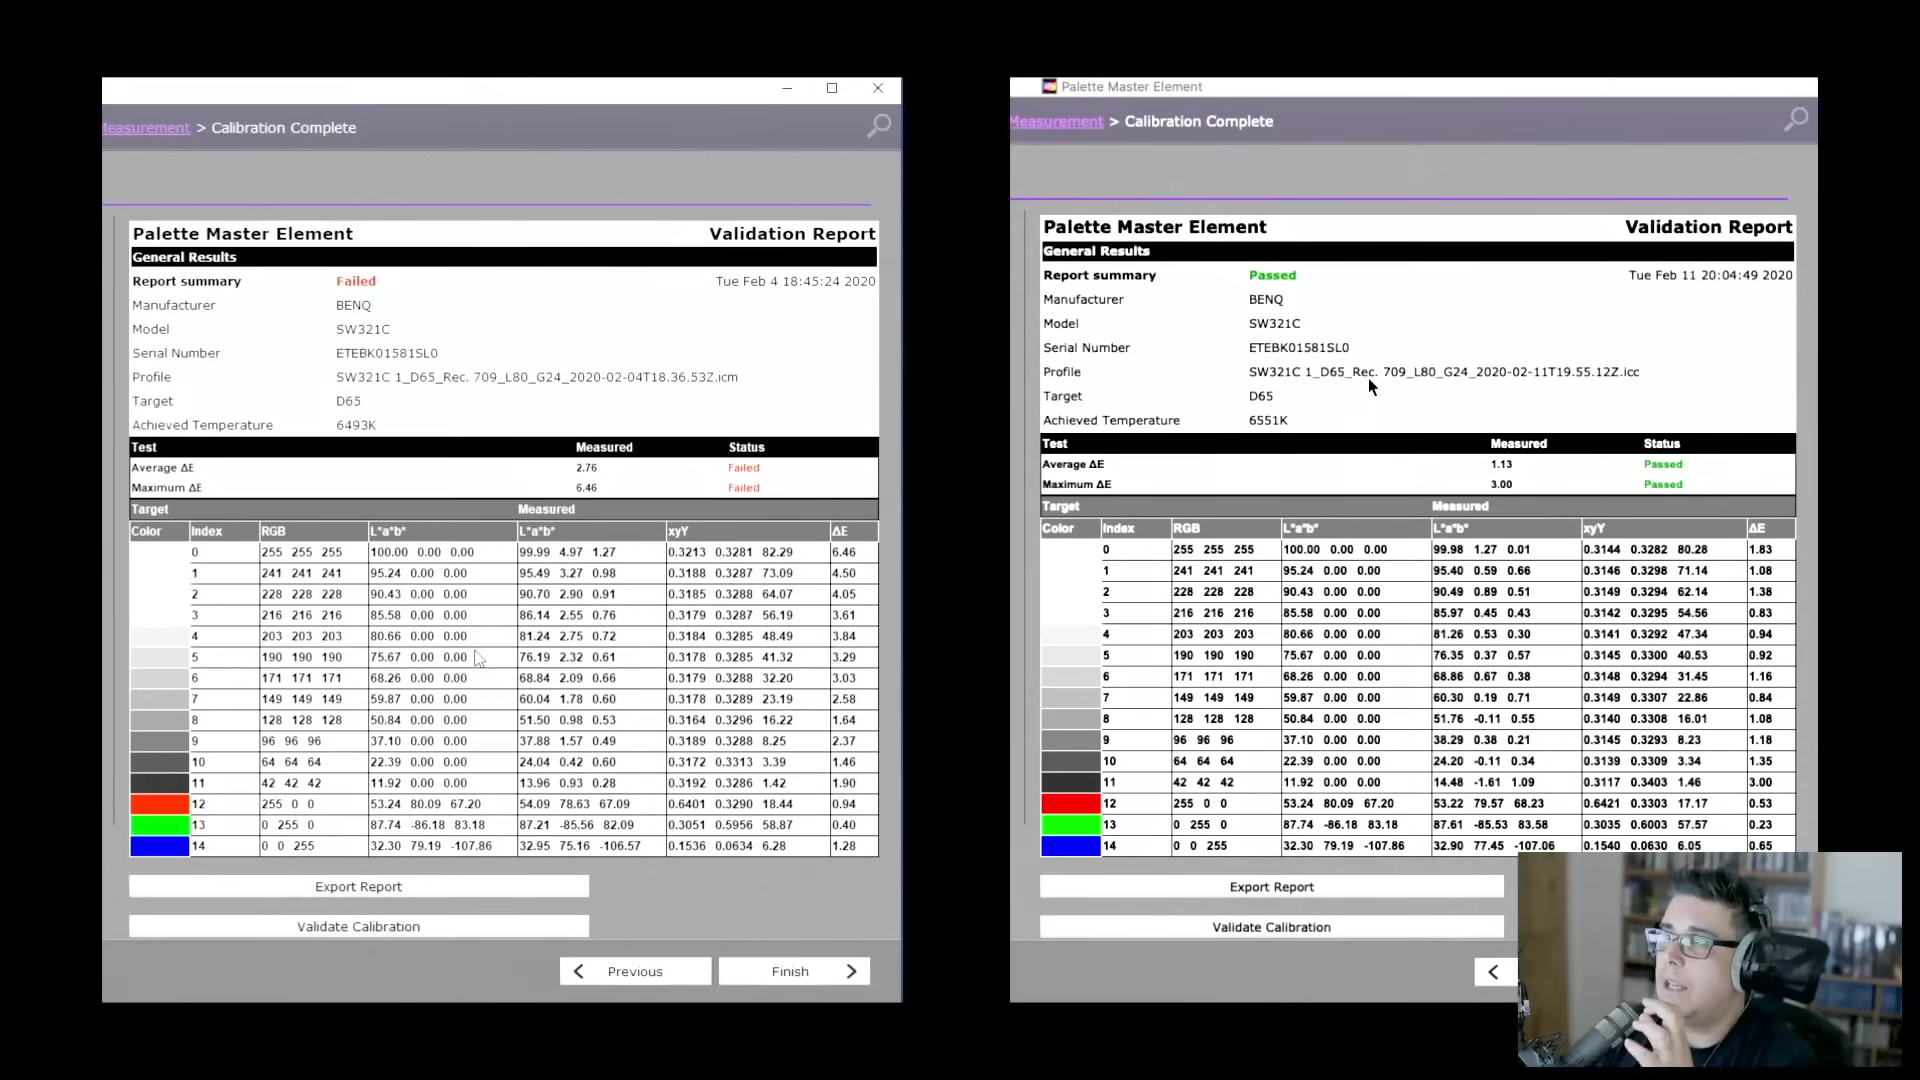 Measurement > Calibration Complete
Palette Master Element Validation Report
General Results
Report summary Failed Tue Feb 4 18:45:24 2020
Manufacturer BENQ
Model SW321C
Serial Number ETEBK01581SL0
Profile SW321C 1_D65_Rec. 709_L80_G24_2020-02-04T18.36.53Z.icm
Target D65
Achieved Temperature 6493K
Test Measured Status
Average ΔE 2.76 Failed
Maximum ΔE 6.46 Failed
Target Measured
Color Index RGB L*a*b* L*a*b* xyY ΔE
0 255 255 255 100.00 0.00 0.00 99.99 4.97 1.27 0.3213 0.3281 82.29 6.46
1 241 241 241 95.24 0.00 0.00 95.49 3.27 0.98 0.3188 0.3287 73.09 4.50
2 228 228 228 90.43 0.00 0.00 90.70 2.90 0.91 0.3185 0.3288 64.07 4.05
3 216 216 216 85.58 0.00 0.00 86.14 2.55 0.76 0.3179 0.3287 56.19 3.61
4 203 203 203 80.66 0.00 0.00 81.24 2.75 0.72 0.3184 0.3285 48.49 3.84
5 190 190 190 75.67 0.00 0.00 76.19 2.32 0.61 0.3178 0.3285 41.32 3.29
6 171 171 171 68.26 0.00 0.00 68.84 2.09 0.66 0.3179 0.3288 32.20 3.03
7 149 149 149 59.87 0.00 0.00 60.04 1.78 0.60 0.3178 0.3289 23.19 2.58
8 128 128 128 50.84 0.00 0.00 51.50 0.98 0.53 0.3164 0.3296 16.22 1.64
9 96 96 96 37.10 0.00 0.00 37.88 1.57 0.49 0.3189 0.3288 8.25 2.37
10 64 64 64 22.39 0.00 0.00 24.04 0.42 0.60 0.3172 0.3313 3.39 1.46
11 42 42 42 11.92 0.00 0.00 13.96 0.93 0.28 0.3192 0.3286 1.42 1.90
12 255 0 0 53.24 80.09 67.20 54.09 78.63 67.09 0.6401 0.3290 18.44 0.94
13 0 255 0 87.74 -86.18 83.18 87.21 -85.56 82.09 0.3051 0.5956 58.87 0.40
14 0 0 255 32.30 79.19 -107.86 32.95 75.16 -106.57 0.1536 0.0634 6.28 1.28
Export Report
Validate Calibration
Previous Finish
Palette Master Element
Measurement > Calibration Complete
Palette Master Element Validation Report
General Results
Report summary Passed Tue Feb 11 20:04:49 2020
Manufacturer BENQ
Model SW321C
Serial Number ETEBK01581SL0
Profile SW321C 1_D65_Rec. 709_L80_G24_2020-02-11T19.55.12Z.icc
Target D65
Achieved Temperature 6551K
Test Measured Status
Average ΔE 1.13 Passed
Maximum ΔE 3.00 Passed
Target Measured
Color Index RGB L*a*b* L*a*b* xyY ΔE
0 255 255 255 100.00 0.00 0.00 99.98 1.27 0.01 0.3144 0.3282 80.28 1.83
1 241 241 241 95.24 0.00 0.00 95.40 0.59 0.66 0.3146 0.3298 71.14 1.08
2 228 228 228 90.43 0.00 0.00 90.49 0.89 0.51 0.3149 0.3294 62.14 1.38
3 216 216 216 85.58 0.00 0.00 85.97 0.45 0.43 0.3142 0.3295 54.56 0.83
4 203 203 203 80.66 0.00 0.00 81.26 0.53 0.30 0.3141 0.3292 47.34 0.94
5 190 190 190 75.67 0.00 0.00 76.35 0.37 0.57 0.3145 0.3300 40.53 0.92
6 171 171 171 68.26 0.00 0.00 68.86 0.67 0.38 0.3148 0.3294 31.45 1.16
7 149 149 149 59.87 0.00 0.00 60.30 0.19 0.71 0.3149 0.3307 22.86 0.84
8 128 128 128 50.84 0.00 0.00 51.76 -0.11 0.55 0.3140 0.3308 16.01 1.08
9 96 96 96 37.10 0.00 0.00 38.29 0.38 0.21 0.3145 0.3293 8.23 1.18
10 64 64 64 22.39 0.00 0.00 24.20 -0.11 0.34 0.3139 0.3309 3.34 1.35
11 42 42 42 11.92 0.00 0.00 14.48 -1.61 1.09 0.3117 0.3403 1.46 3.00
12 255 0 0 53.24 80.09 67.20 53.22 79.57 68.23 0.6421 0.3303 17.17 0.53
13 0 255 0 87.74 -86.18 83.18 87.61 -85.53 83.58 0.3035 0.6003 57.57 0.23
14 0 0 255 32.30 79.19 -107.86 32.90 77.45 -107.06 0.1540 0.0630 6.05 0.65
Export Report
Validate Calibration